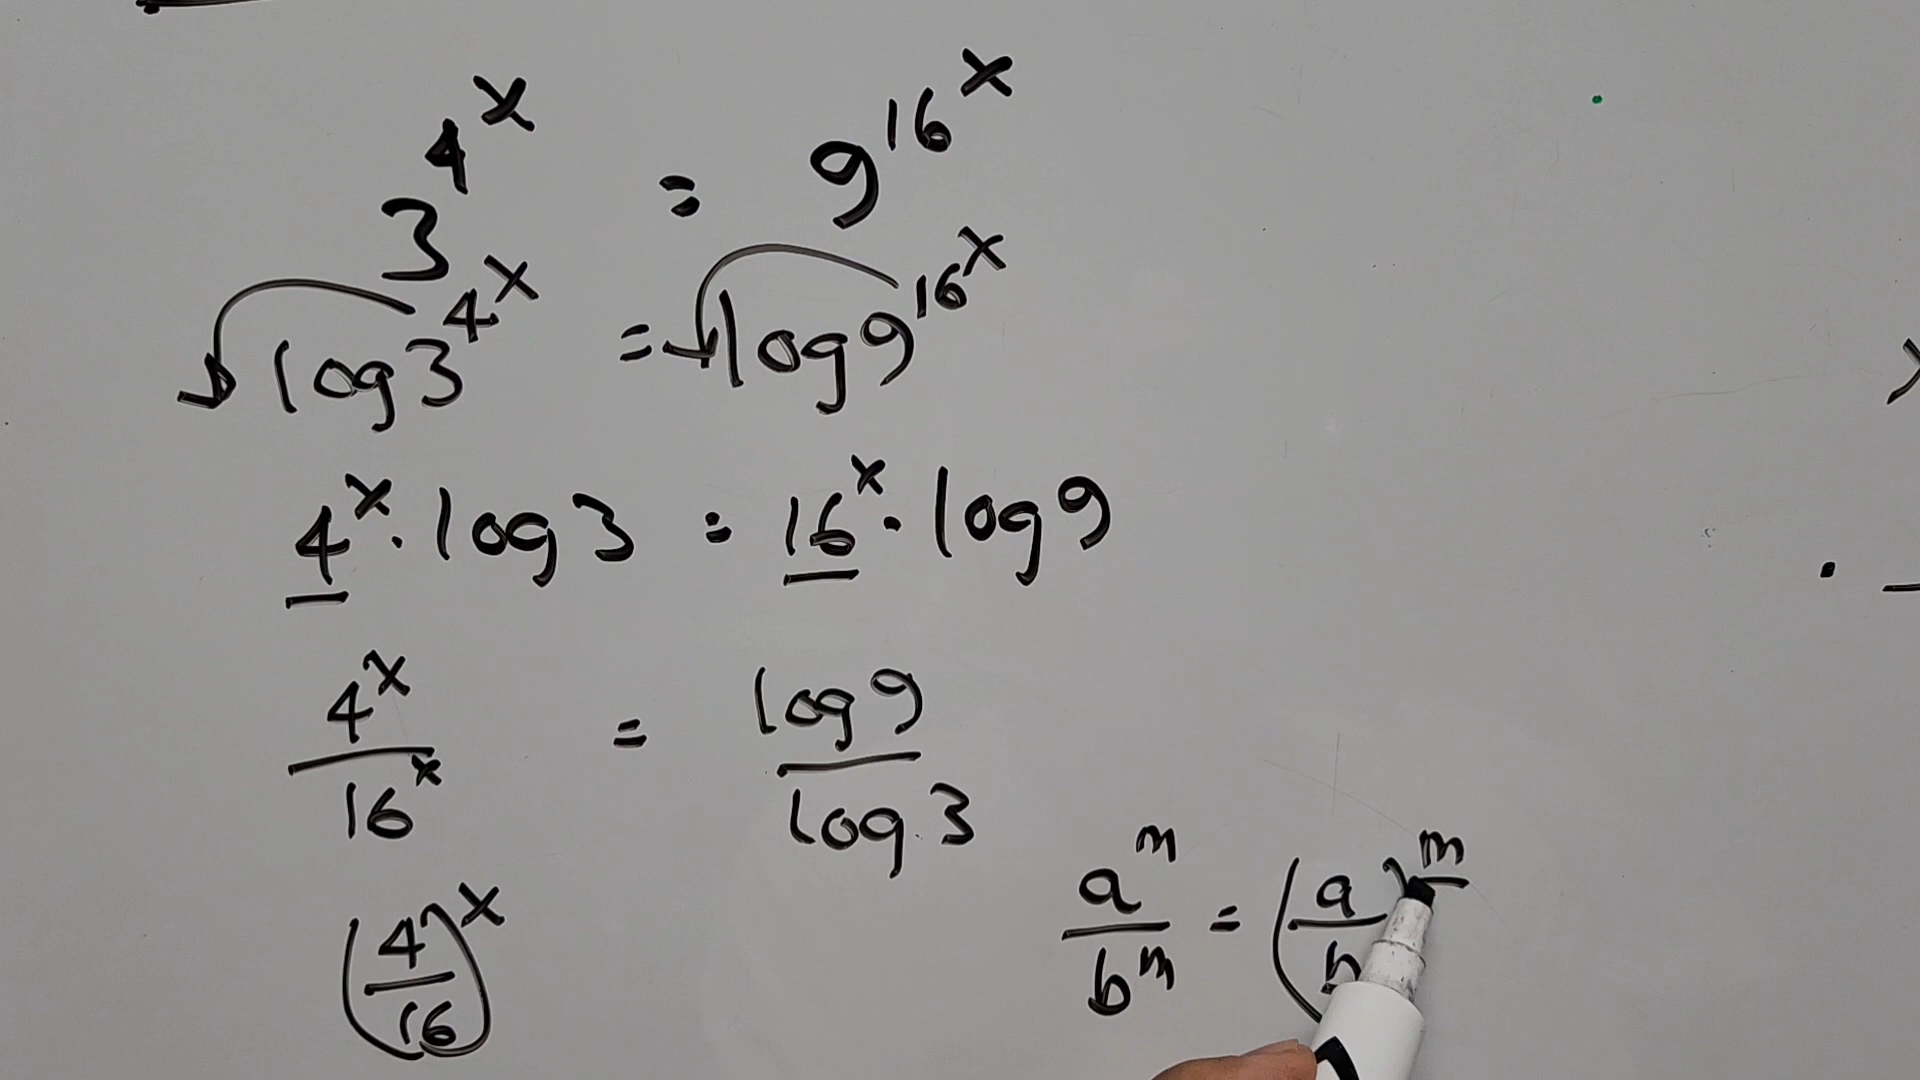 3^4^x = 9^16^x
log 3^4^x = log 9^16^x
4^x . log 3 = 16^x . log 9
4^x / 16^x = log 9 / log 3
(4/16)^x
a^m / b^m = (a/b)^m